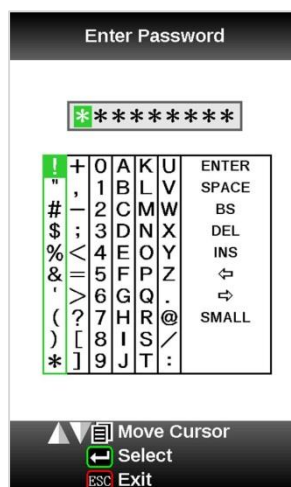 Enter Password
*********
! + 0 A K U ENTER
" , 1 B L V SPACE
# – 2 C M W BS
$ ; 3 D N X DEL
% < 4 E O Y INS
& = 5 F P Z ⇦
' > 6 G Q . ⇨
( ? 7 H R @ SMALL
) [ 8 I S /
* ] 9 J T :
Move Cursor
Select
ESC Exit